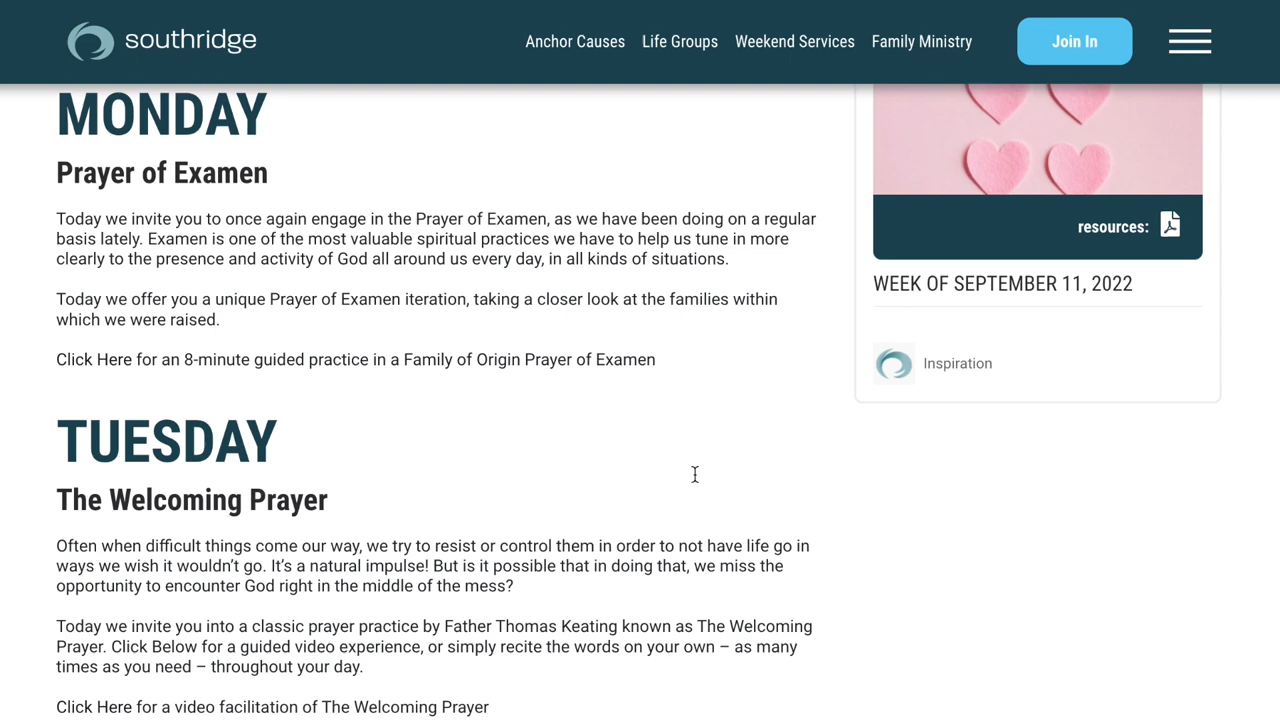 southridge
Anchor Causes
Life Groups
Weekend Services
Family Ministry
Join In
MONDAY
Prayer of Examen
Today we invite you to once again engage in the Prayer of Examen, as we have been doing on a regular
basis lately. Examen is one of the most valuable spiritual practices we have to help us tune in more
clearly to the presence and activity of God all around us every day, in all kinds of situations.
Today we offer you a unique Prayer of Examen iteration, taking a closer look at the families within
which we were raised.
Click Here for an 8-minute guided practice in a Family of Origin Prayer of Examen
TUESDAY
The Welcoming Prayer
Often when difficult things come our way, we try to resist or control them in order to not have life go in
ways we wish it wouldn’t go. It’s a natural impulse! But is it possible that in doing that, we miss the
opportunity to encounter God right in the middle of the mess?
Today we invite you into a classic prayer practice by Father Thomas Keating known as The Welcoming
Prayer. Click Below for a guided video experience, or simply recite the words on your own – as many
times as you need – throughout your day.
Click Here for a video facilitation of The Welcoming Prayer
resources:
WEEK OF SEPTEMBER 11, 2022
Inspiration